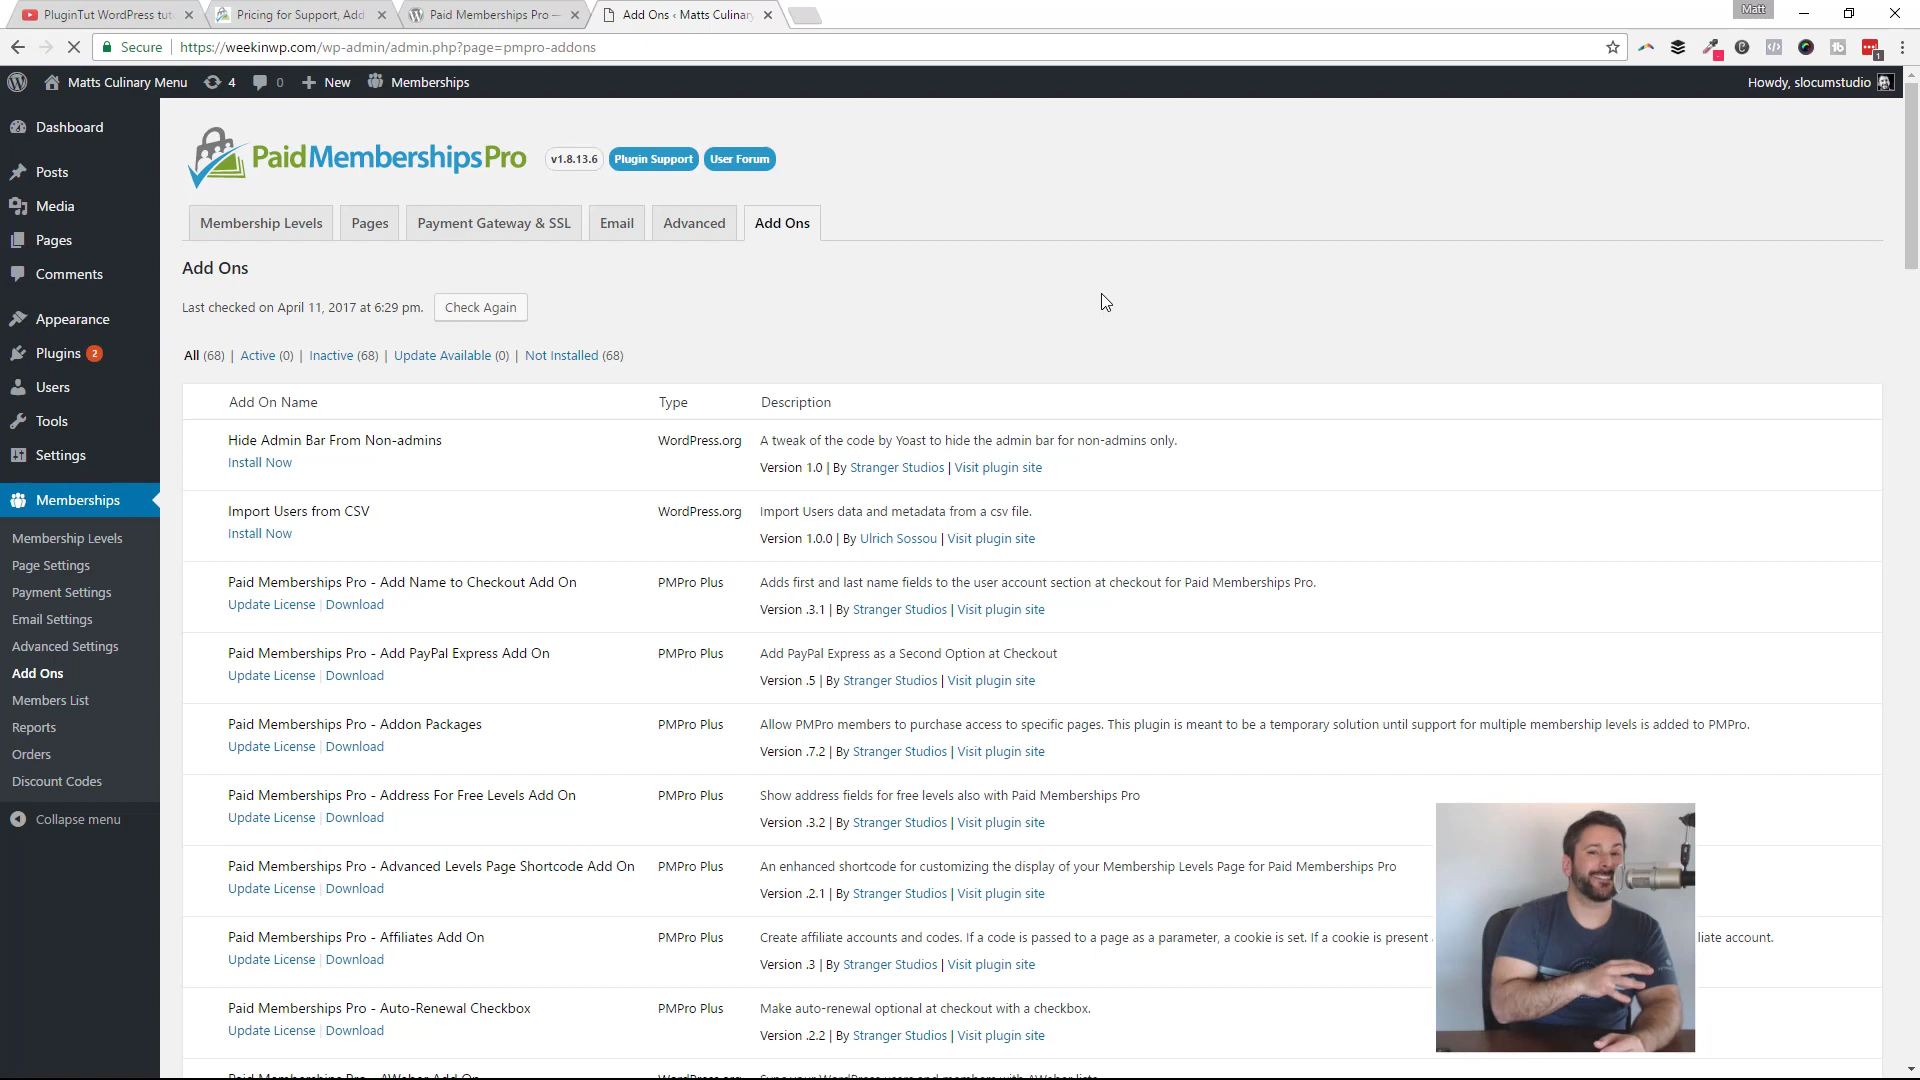 PluginTut WordPress tut
Pricing for Support, Add
Paid Memberships Pro —
Add Ons ‹ Matts Culinary
Matt
Secure
https://weekinwp.com/wp-admin/admin.php?page=pmpro-addons
1
Matts Culinary Menu
4
0
New
Memberships
Howdy, slocumstudio
Dashboard
Posts
Media
Pages
Comments
Appearance
Plugins 2
Users
Tools
Settings
Memberships
Membership Levels
Page Settings
Payment Settings
Email Settings
Advanced Settings
Add Ons
Members List
Reports
Orders
Discount Codes
Collapse menu
PaidMembershipsPro
v1.8.13.6
Plugin Support
User Forum
Membership Levels
Pages
Payment Gateway & SSL
Email
Advanced
Add Ons
Add Ons
Last checked on April 11, 2017 at 6:29 pm.
Check Again
All (68) | Active (0) | Inactive (68) | Update Available (0) | Not Installed (68)
Add On Name Type Description
Hide Admin Bar From Non-admins WordPress.org A tweak of the code by Yoast to hide the admin bar for non-admins only.
Install Now
Version 1.0 | By Stranger Studios | Visit plugin site
Import Users from CSV WordPress.org Import Users data and metadata from a csv file.
Install Now
Version 1.0.0 | By Ulrich Sossou | Visit plugin site
Paid Memberships Pro - Add Name to Checkout Add On PMPro Plus Adds first and last name fields to the user account section at checkout for Paid Memberships Pro.
Update License | Download
Version .3.1 | By Stranger Studios | Visit plugin site
Paid Memberships Pro - Add PayPal Express Add On PMPro Plus Add PayPal Express as a Second Option at Checkout
Update License | Download
Version .5 | By Stranger Studios | Visit plugin site
Paid Memberships Pro - Addon Packages PMPro Plus Allow PMPro members to purchase access to specific pages. This plugin is meant to be a temporary solution until support for multiple membership levels is added to PMPro.
Update License | Download
Version .7.2 | By Stranger Studios | Visit plugin site
Paid Memberships Pro - Address For Free Levels Add On PMPro Plus Show address fields for free levels also with Paid Memberships Pro
Update License | Download
Version .3.2 | By Stranger Studios | Visit plugin site
Paid Memberships Pro - Advanced Levels Page Shortcode Add On PMPro Plus An enhanced shortcode for customizing the display of your Membership Levels Page for Paid Memberships Pro
Update License | Download
Version .2.1 | By Stranger Studios | Visit plugin site
Paid Memberships Pro - Affiliates Add On PMPro Plus Create affiliate accounts and codes. If a code is passed to a page as a parameter, a cookie is set. If a cookie is present liate account.
Update License | Download
Version .3 | By Stranger Studios | Visit plugin site
Paid Memberships Pro - Auto-Renewal Checkbox PMPro Plus Make auto-renewal optional at checkout with a checkbox.
Update License | Download
Version .2.2 | By Stranger Studios | Visit plugin site
Paid Memberships Pro - AWeber Add On WordPress.org Sync your WordPress users and members with AWeber lists.